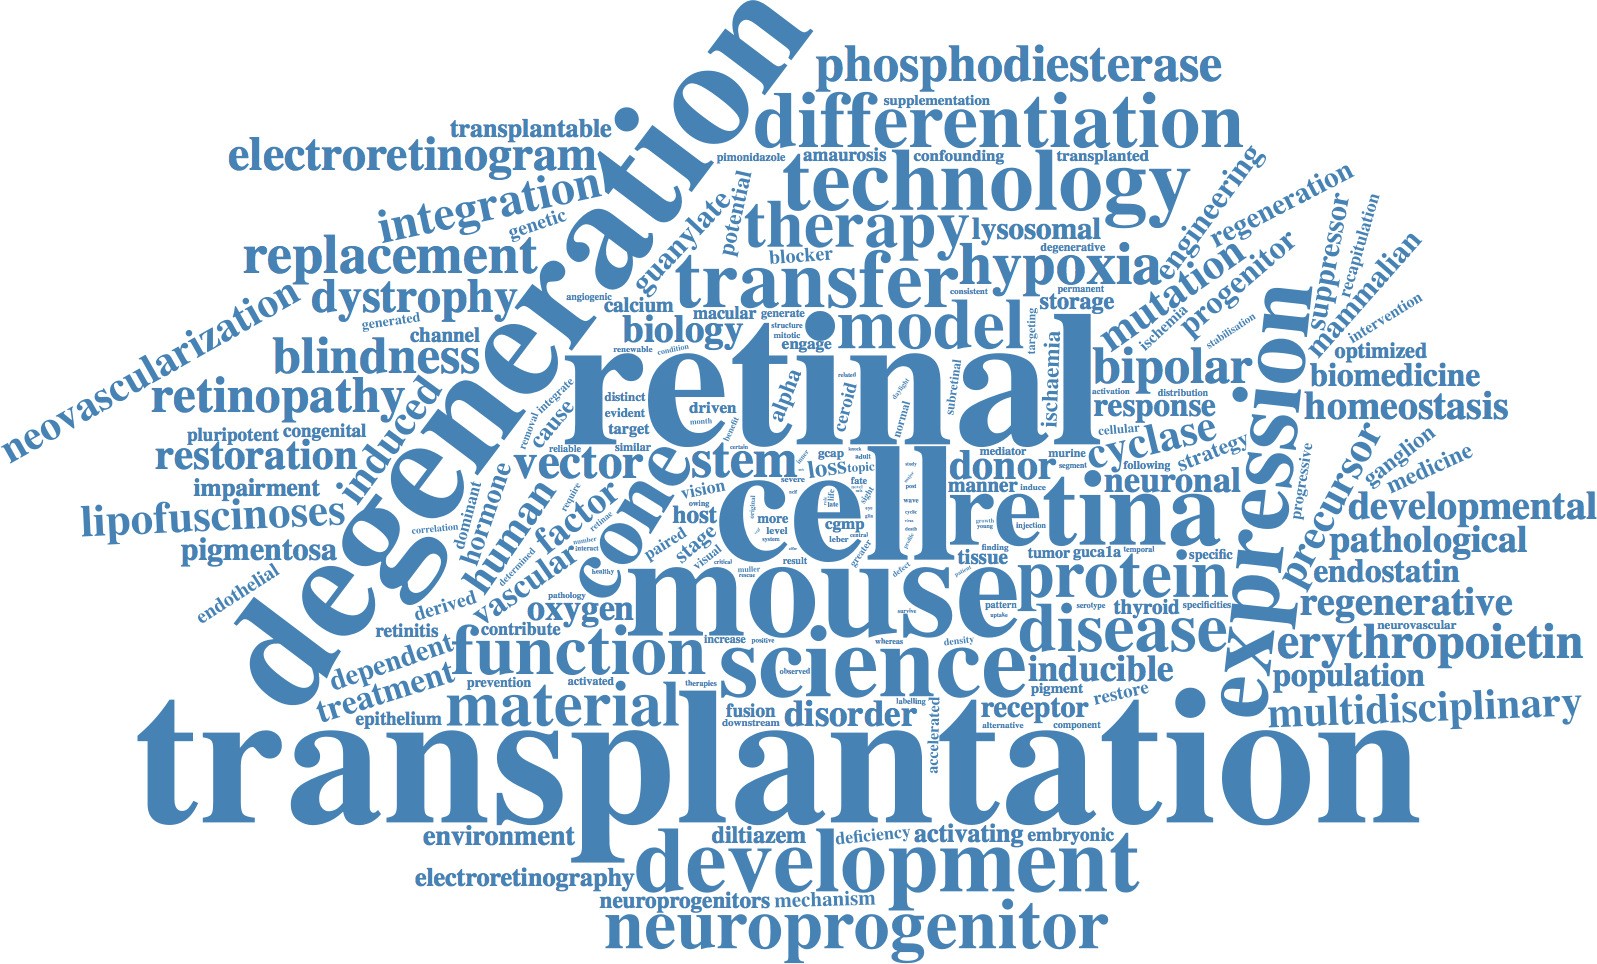 phosphodiesterase
supplementation
differentiation
transplantable
electroretinogram
degeneration
pimonidazole
amaurosis
confounding
transplanted
technology
integration
genetic
guanylate
potential
therapy
lysosomal
degenerative
engineering
regeneration
suppressor
recapitulation
replacement
blocker
transfer
hypoxia
consistent
permanent
storage
mutation
progenitor
mammalian
neovascularization
dystrophy
generated
channel
angiogenic
calcium
macular
generate
biology
structure
mitotic
engage
model
targeting
ischaemia
ischemia
stabilisation
intervention
blindness
renewable
condition
retinal
bipolar
optimized
biomedicine
homeostasis
retinopathy
induced
removal
integrate
cause
distinct
evident
target
driven
month
alpha
related
ceroid
daylight
normal
subretinal
activation
distribution
response
expression
pluripotent
congenital
restoration
reliable
similar
benefit
certain
knock
cellular
cyclase
strategy
mediator
murine
segment
following
progressive
precursor
ganglion
medicine
impairment
vector
stem
inner
gcap
adult
loss
topic
severe
fate
study
donor
manner
induce
neuronal
lipofuscinoses
dominant
hormone
human
require
factor
retinae
cone
vision
owing
host
original
self
life
late
sight
cell
post
wave
cyclic
death
retina
growth
young
injection
developmental
pigmentosa
correlation
determined
number
interact
vascular
paired
stage
visual
more
level
system
cgmp
leber
central
greater
finding
tissue
tumor
guca1a
temporal
specific
pathological
endothelial
derived
healthy
pathology
critical
muller
rescue
result
defect
patient
protein
endostatin
retinitis
contribute
oxygen
mouse
survive
pattern
uptake
serotype
thyroid
specificities
regenerative
neurovascular
dependent
function
increase
positive
whereas
density
disease
erythropoietin
treatment
prevention
activated
therapies
science
observed
inducible
population
epithelium
material
fusion
downstream
disorder
labelling
accelerated
receptor
pigment
restore
alternative
component
multidisciplinary
transplantation
environment
diltiazem
deficiency
activating
embryonic
development
electroretinography
neuroprogenitors
mechanism
neuroprogenitor